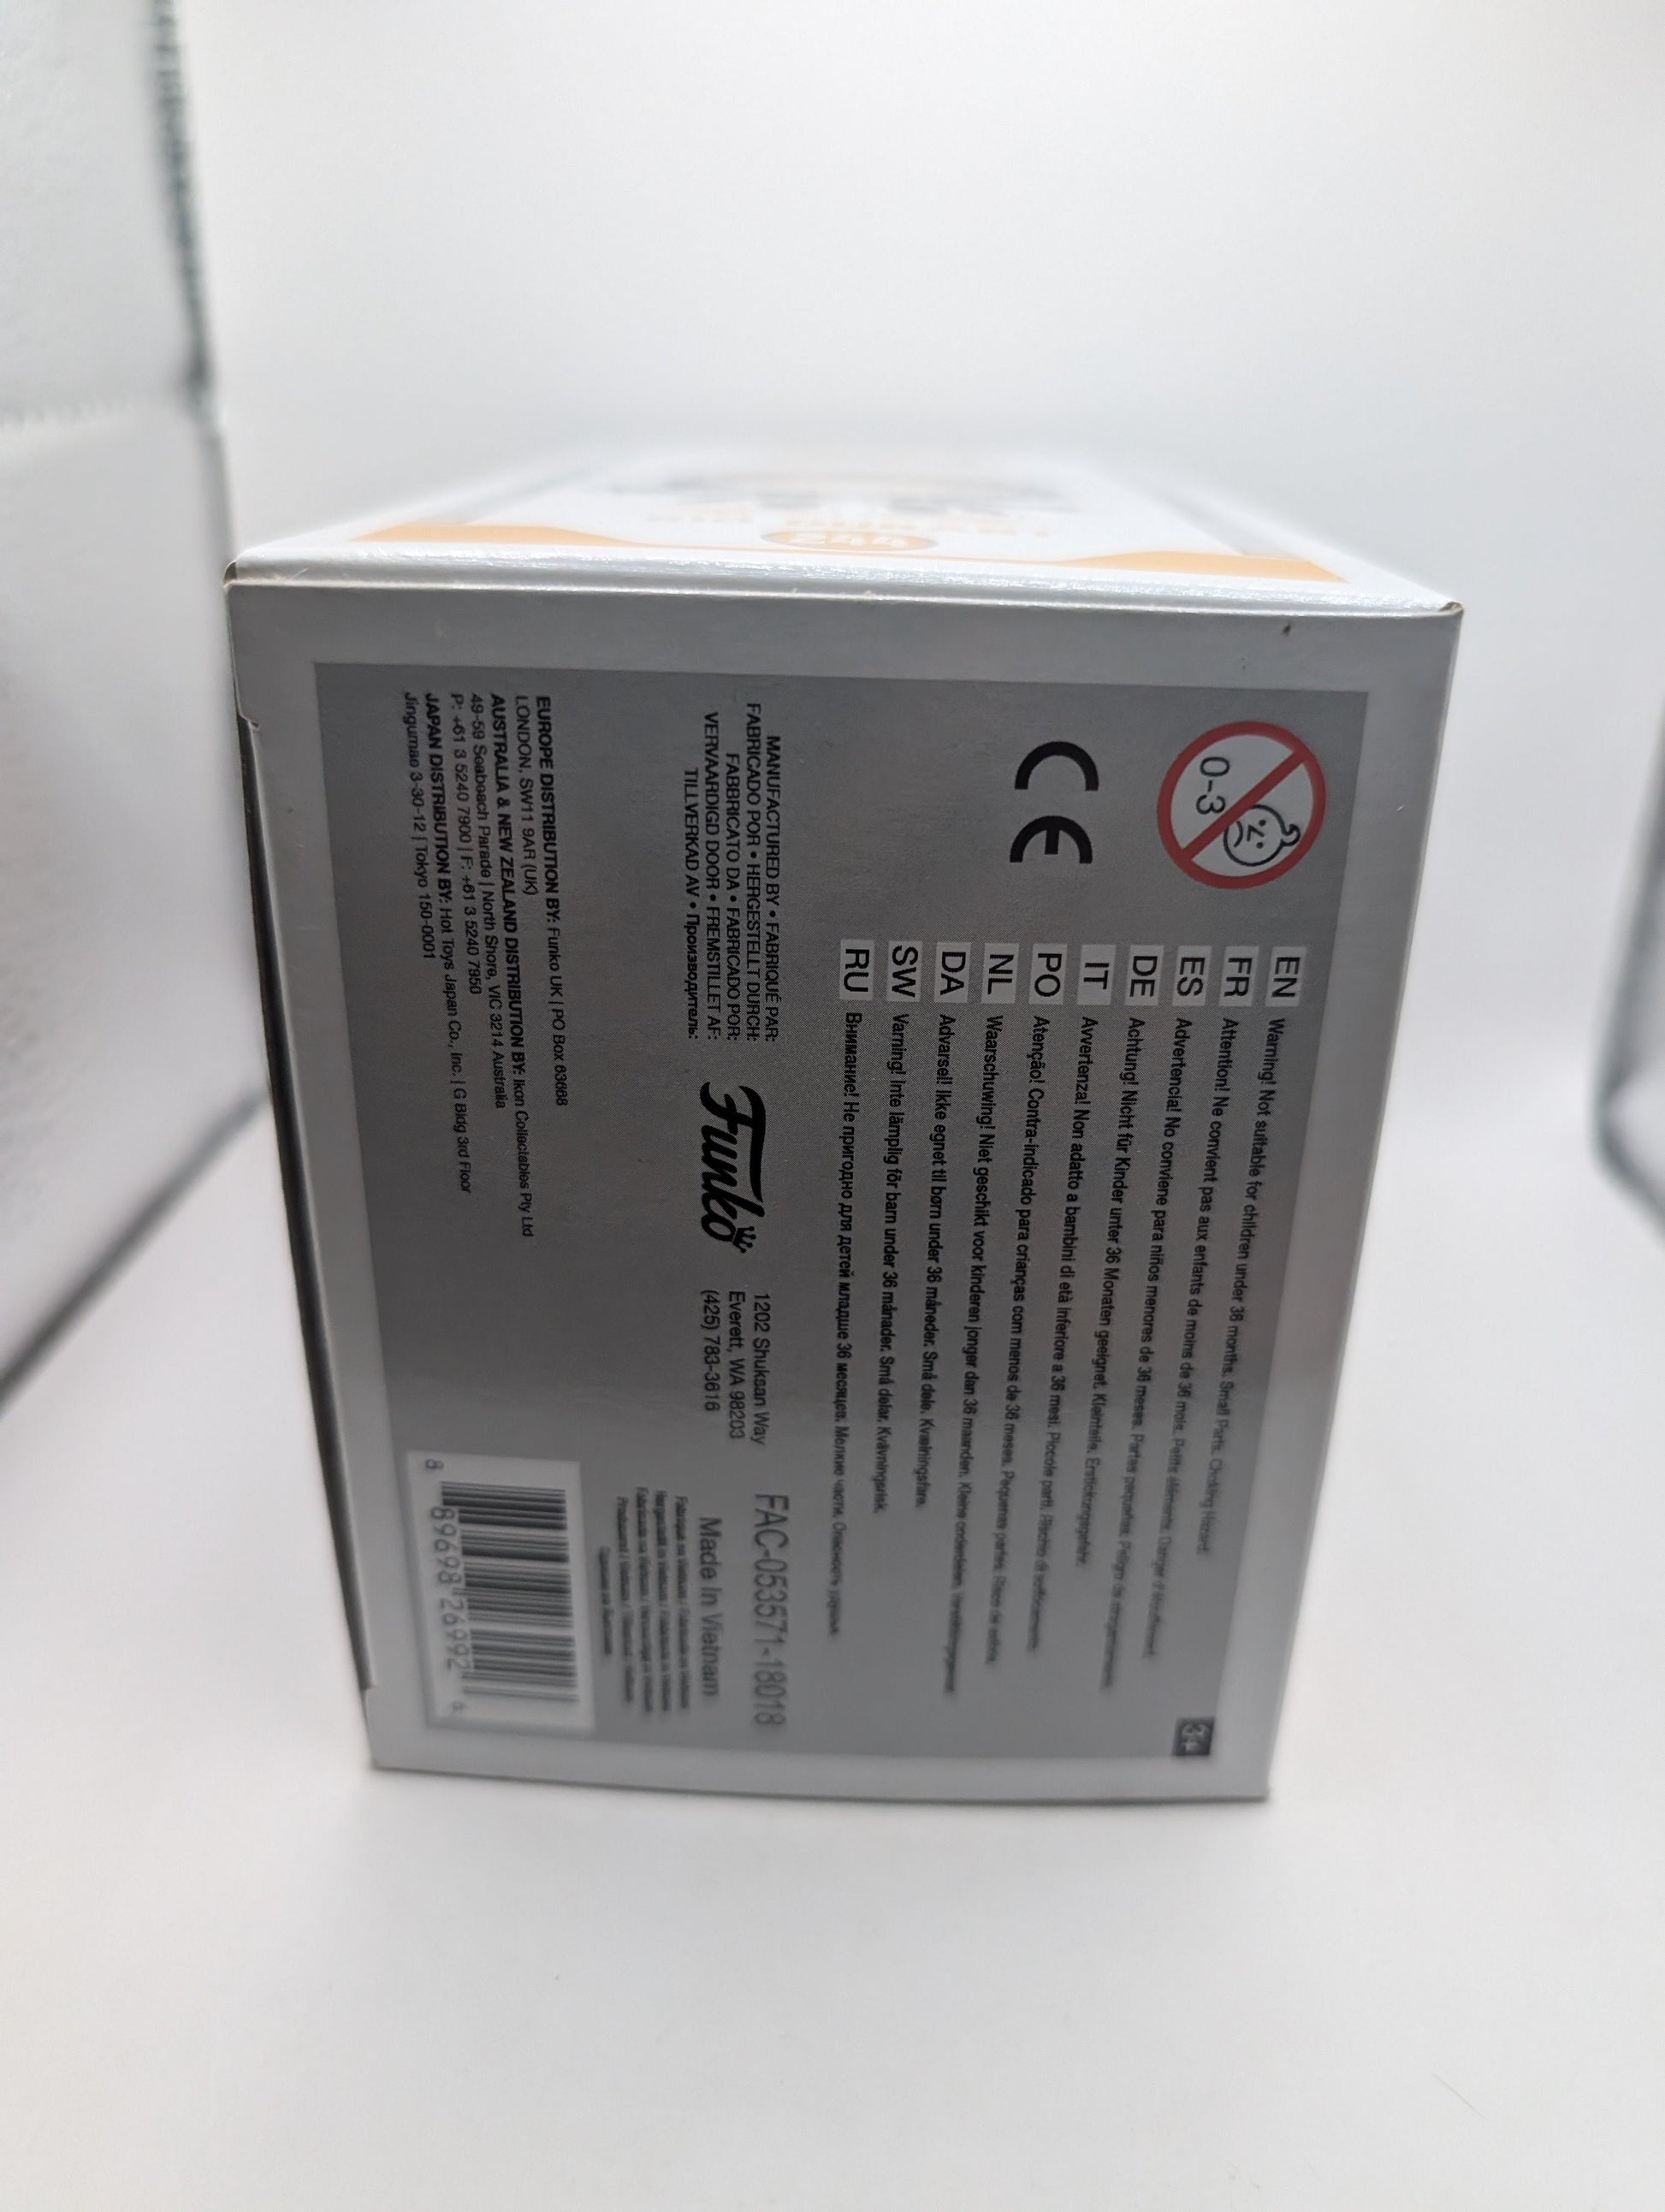 244
0-3
CE
EN Warning! Not suitable for children under 36 months. Small Parts. Choking Hazard.
FR Attention! Ne convient pas aux enfants de moins de 36 mois. Petits éléments. Danger d'étouffement.
ES Advertencia! No conviene para niños menores de 36 meses. Partes pequeñas. Peligro de
DE Achtung! Nicht für Kinder unter 36 Monaten geeignet. Kleinteile. Erstickungsgefahr.
IT Avvertenza! Non adatto a bambini di età inferiore a 36 mesi. Piccole parti. Rischio di soffocamento.
PO Atenção! Contra-indicado para crianças com menos de 36 meses. Pequenas partes. Risco de asfixia.
NL Waarschuwing! Niet geschikt voor kinderen jonger dan 36 maanden. Kleine onderdelen.
DA Advarsel! Ikke egnet til børn under 36 måneder. Små dele. Kvælningsfare.
SW Varning! Inte lämplig för barn under 36 månader. Små delar. Kvävningsrisk.
RU Внимание! Не пригодно для детей младше 36 месяцев. Мелкие части. Опасность удушья.
MANUFACTURED BY • FABRIQUÉ PAR:
FABRICADO POR • HERGESTELLT DURCH:
FABBRICATO DA • FABRICADO POR:
VERVAARDIGD DOOR • FREMSTILLET AF:
TILLVERKAD AV • Производитель:
Funko
1202 Shuksan Way
Everett, WA 98203
(425) 783-3616
FAC-053571-18018
Made In Vietnam
EUROPE DISTRIBUTION BY: Funko UK | PO Box 63668
LONDON, SW11 9AR (UK)
AUSTRALIA & NEW ZEALAND DISTRIBUTION BY: Ikon Collectables Pty Ltd
49-59 Seabeach Parade | North Shore, VIC 3214 Australia
P: +61 3 5240 7900 | F: +61 3 5240 7950
JAPAN DISTRIBUTION BY: Hot Toys Japan Co., Inc. | G Bldg 3rd Floor
Jingumae 3-30-12 | Tokyo 150-0001
8 89698 26992